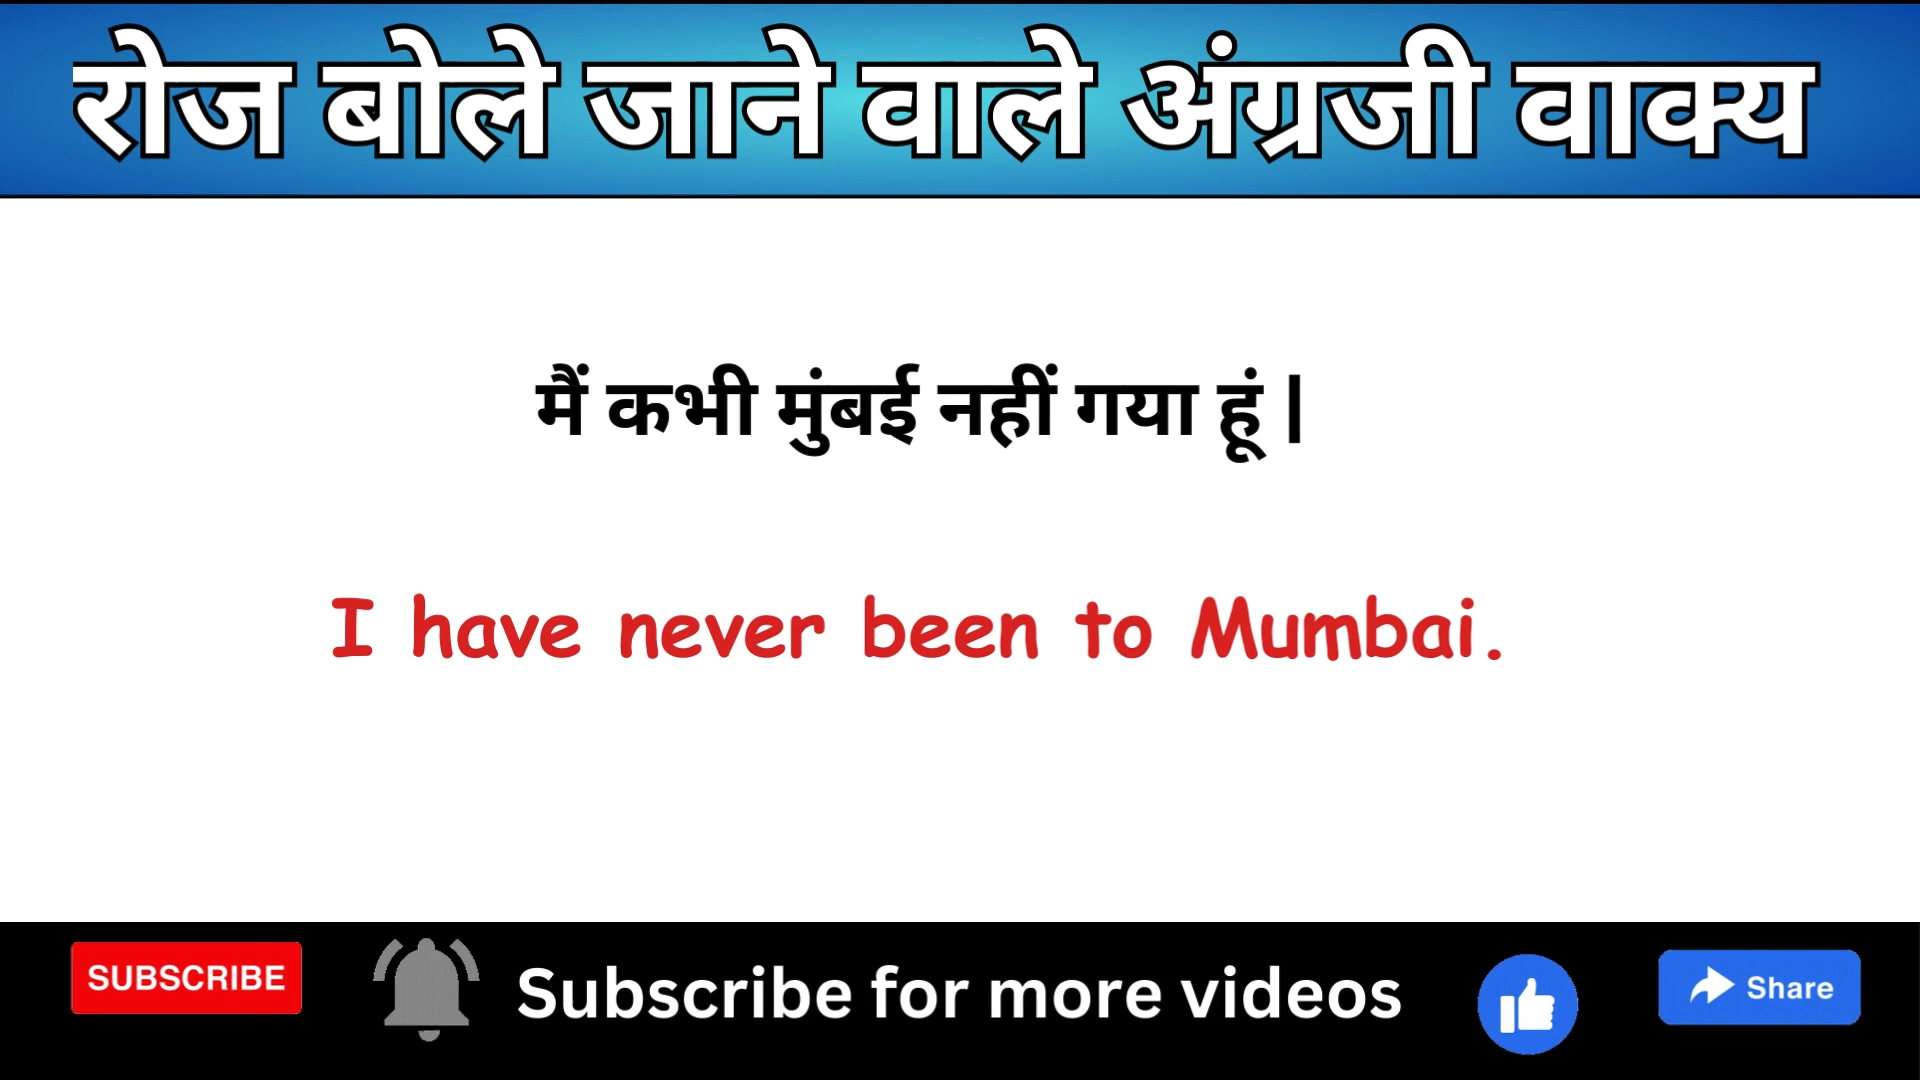 रोज बोले जाने वाले अंग्रजी वाक्य
मैं कभी मुंबई नहीं गया हूं |
I have never been to Mumbai.
SUBSCRIBE
Subscribe for more videos
Share